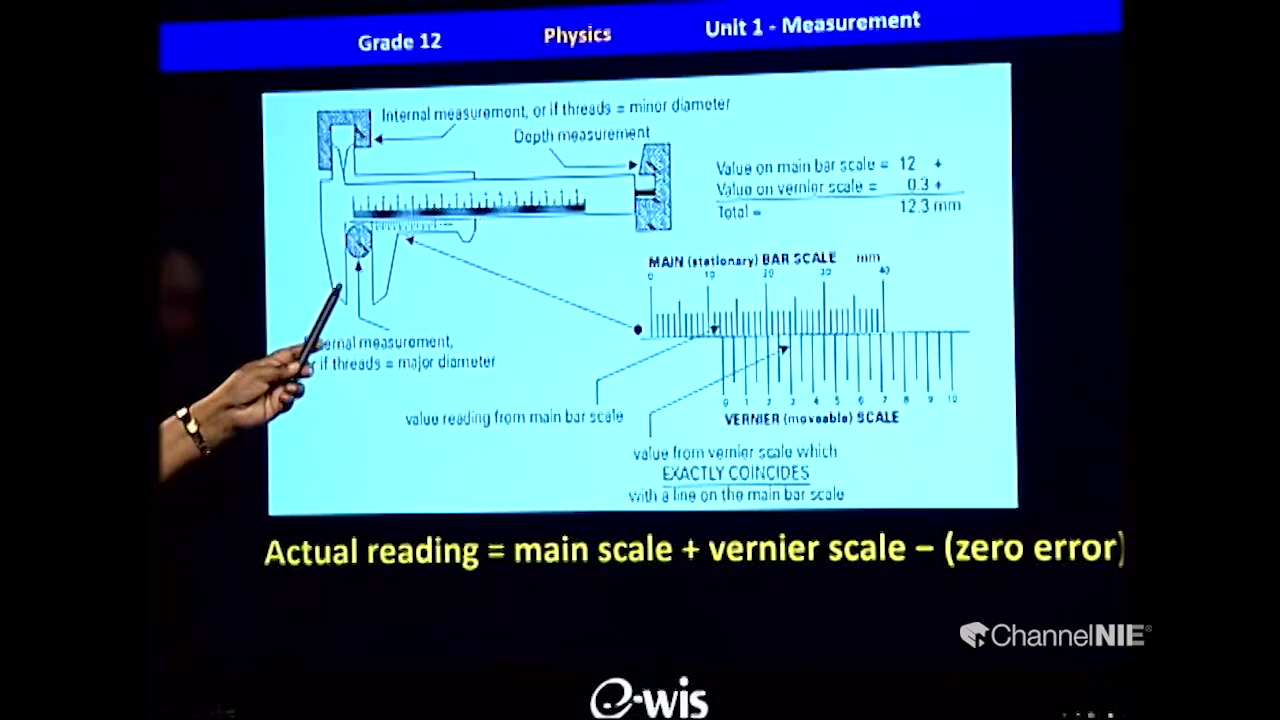 Grade 12 Physics Unit 1 - Measurement
Internal measurement, or if threads = minor diameter
Depth measurement
Value on main bar scale = 12 +
Value on vernier scale = 0.3 +
Total = 12.3 mm
MAIN (stationary) BAR SCALE mm
0 10 20 30 40
ernal measurement,
r if threads = major diameter
0 1 2 3 4 5 6 7 8 9 10
value reading from main bar scale
VERNIER (moveable) SCALE
value from vernier scale which
EXACTLY COINCIDES
with a line on the main bar scale
Actual reading = main scale + vernier scale – (zero error)
ChannelNIE®
e-wis